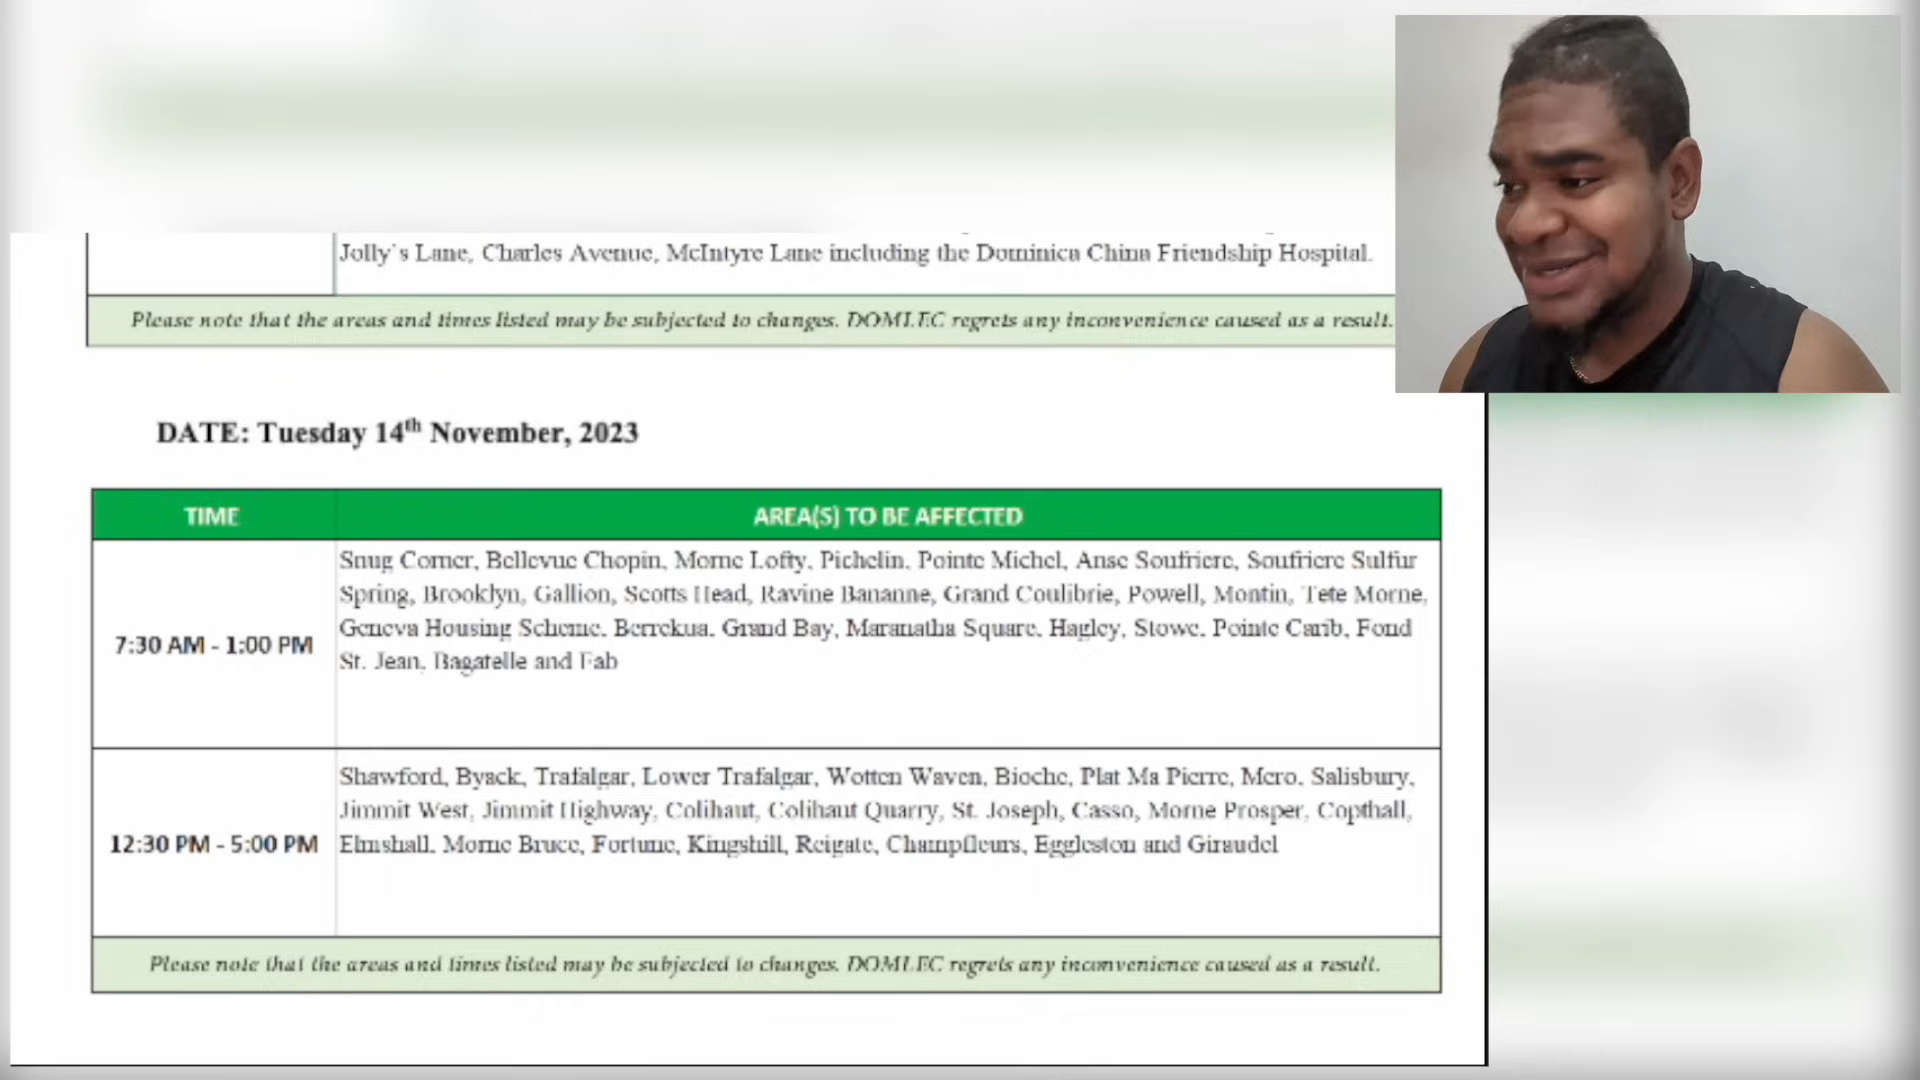 Jolly's Lane, Charles Avenue, McIntyre Lane including the Dominica China Friendship Hospital.
Please note that the areas and times listed may be subjected to changes. DOMLEC regrets any inconvenience caused as a result.
DATE: Tuesday 14th November, 2023
TIME AREA(S) TO BE AFFECTED
Snug Corner, Bellevue Chopin, Morne Lofty, Pichelin, Pointe Michel, Anse Soufriere, Soufriere Sulfur
Spring, Brooklyn, Gallion, Scotts Head, Ravine Bananne, Grand Coulibrie, Powell, Montin, Tete Morne,
7:30 AM - 1:00 PM Geneva Housing Scheme, Berrekua, Grand Bay, Maranatha Square, Hagley, Stowe, Pointe Carib, Fond
St. Jean, Bagatelle and Fab
Shawford, Byack, Trafalgar, Lower Trafalgar, Wotten Waven, Bioche, Plat Ma Pierre, Mero, Salisbury,
Jimmit West, Jimmit Highway, Colihaut, Colihaut Quarry, St. Joseph, Casso, Morne Prosper, Copthall,
12:30 PM - 5:00 PM Elmshall, Morne Bruce, Fortune, Kingshill, Reigate, Champfleurs, Eggleston and Giraudel
Please note that the areas and times listed may be subjected to changes. DOMLEC regrets any inconvenience caused as a result.